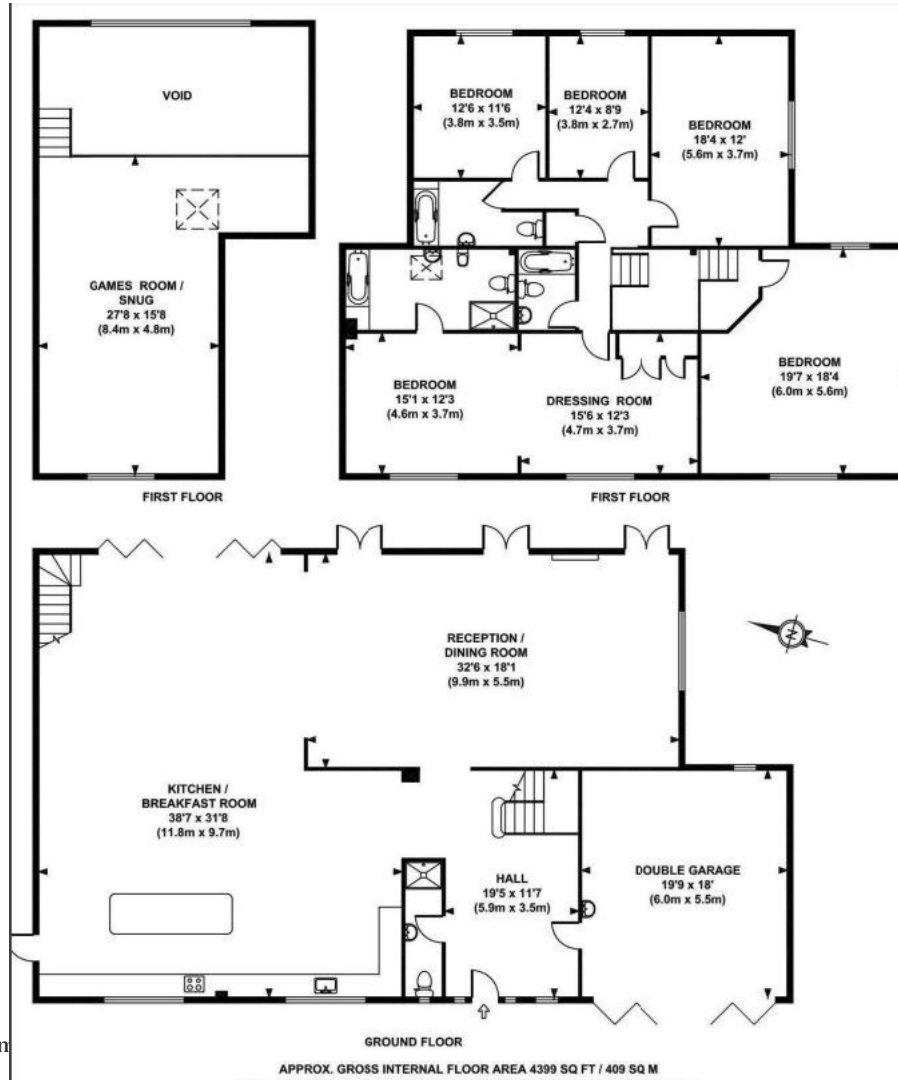 VOID
GAMES ROOM /
SNUG
27'8 x 15'8
(8.4m x 4.8m)
FIRST FLOOR
BEDROOM
12'6 x 11'6
(3.8m x 3.5m)
BEDROOM
12'4 x 8'9
(3.8m x 2.7m)
BEDROOM
18'4 x 12'
(5.6m x 3.7m)
BEDROOM
15'1 x 12'3
(4.6m x 3.7m)
DRESSING ROOM
15'6 x 12'3
(4.7m x 3.7m)
BEDROOM
19'7 x 18'4
(6.0m x 5.6m)
FIRST FLOOR
RECEPTION /
DINING ROOM
32'6 x 18'1
(9.9m x 5.5m)
N
KITCHEN /
BREAKFAST ROOM
38'7 x 31'8
(11.8m x 9.7m)
HALL
19'5 x 11'7
(5.9m x 3.5m)
DOUBLE GARAGE
19'9 x 18'
(6.0m x 5.5m)
GROUND FLOOR
APPROX. GROSS INTERNAL FLOOR AREA 4399 SQ FT / 409 SQ M